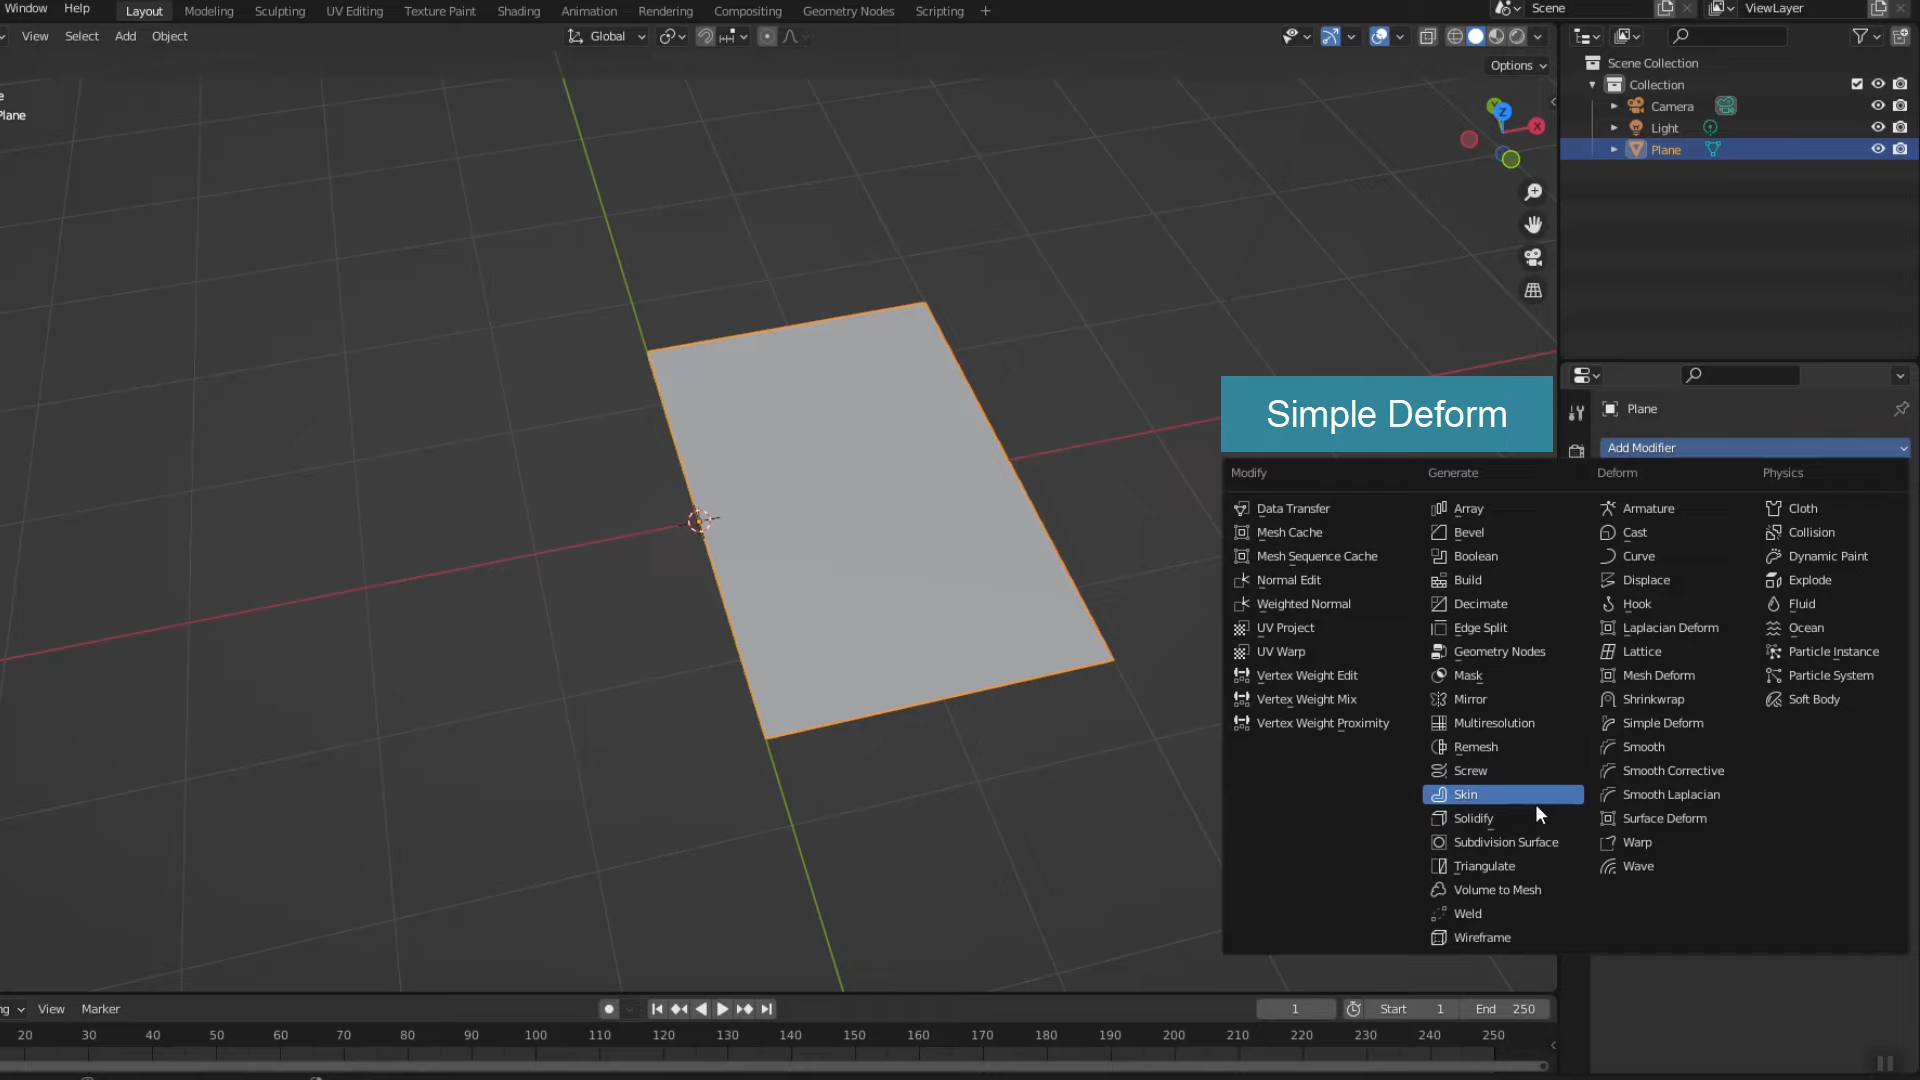 Window Help Layout Modeling Sculpting UV Editing Texture Paint Shading Animation Rendering Compositing Geometry Nodes Scripting + Scene ViewLayer
View Select Add Object Global
Options
Scene Collection
Collection
Camera
Light
Plane
e
Plane
Z
X
Y
Simple Deform
Plane
Add Modifier
Modify Generate Deform Physics
Data Transfer Array Armature Cloth
Mesh Cache Bevel Cast Collision
Mesh Sequence Cache Boolean Curve Dynamic Paint
Normal Edit Build Displace Explode
Weighted Normal Decimate Hook Fluid
UV Project Edge Split Laplacian Deform Ocean
UV Warp Geometry Nodes Lattice Particle Instance
Vertex Weight Edit Mask Mesh Deform Particle System
Vertex Weight Mix Mirror Shrinkwrap Soft Body
Vertex Weight Proximity Multiresolution Simple Deform
Remesh Smooth
Screw Smooth Corrective
Skin Smooth Laplacian
Solidify Surface Deform
Subdivision Surface Warp
Triangulate Wave
Volume to Mesh
Weld
Wireframe
ng View Marker 1 Start 1 End 250
20 30 40 50 60 70 80 90 100 110 120 130 140 150 160 170 180 190 200 210 220 230 240 250